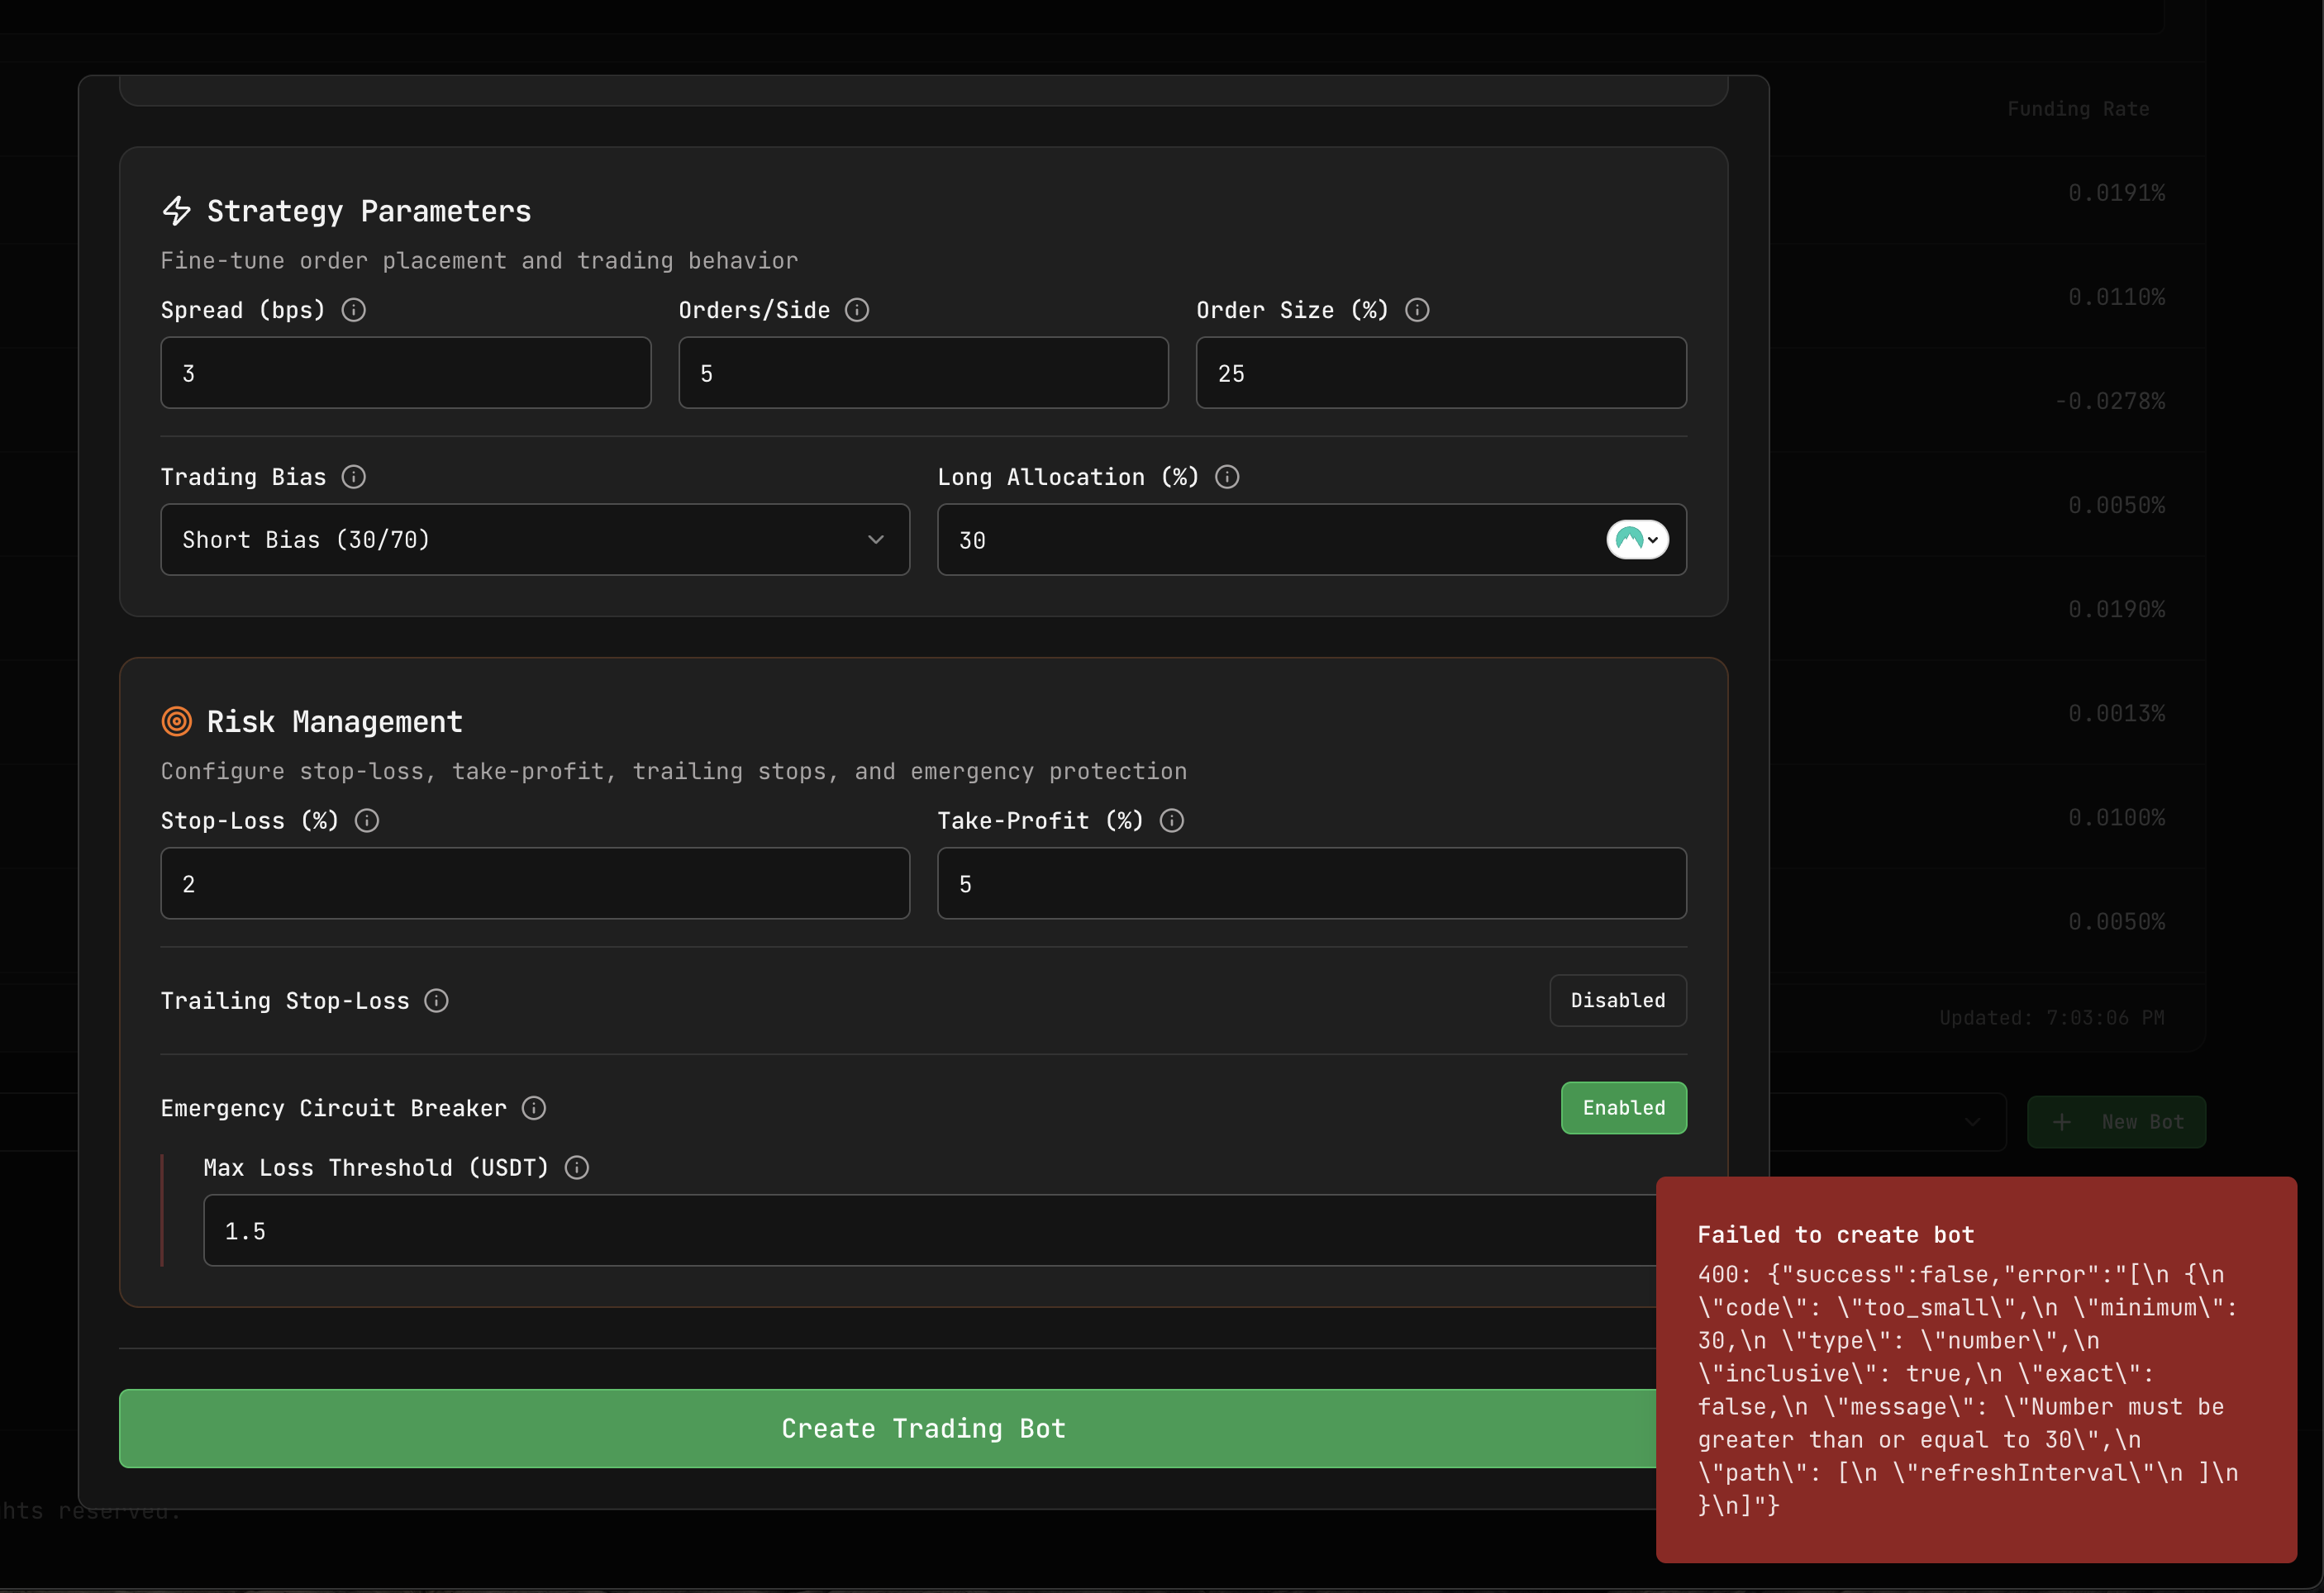 Funding Rate
0.0191%
0.0110%
-0.0278%
0.0050%
0.0190%
0.0013%
0.0100%
0.0050%
Updated: 7:03:06 PM
+ New Bot
Strategy Parameters
Fine-tune order placement and trading behavior
Spread (bps)
Orders/Side
Order Size (%)
3
5
25
Trading Bias
Long Allocation (%)
Short Bias (30/70)
30
Risk Management
Configure stop-loss, take-profit, trailing stops, and emergency protection
Stop-Loss (%)
Take-Profit (%)
2
5
Trailing Stop-Loss
Disabled
Emergency Circuit Breaker
Enabled
Max Loss Threshold (USDT)
1.5
Create Trading Bot
hts reserved.
Failed to create bot
400: {"success":false,"error":"[\n {\n
\"code\": \"too_small\",\n \"minimum\":
30,\n \"type\": \"number\",\n
\"inclusive\": true,\n \"exact\":
false,\n \"message\": \"Number must be
greater than or equal to 30\",\n
\"path\": [\n \"refreshInterval\"\n ]\n
}\n]"}